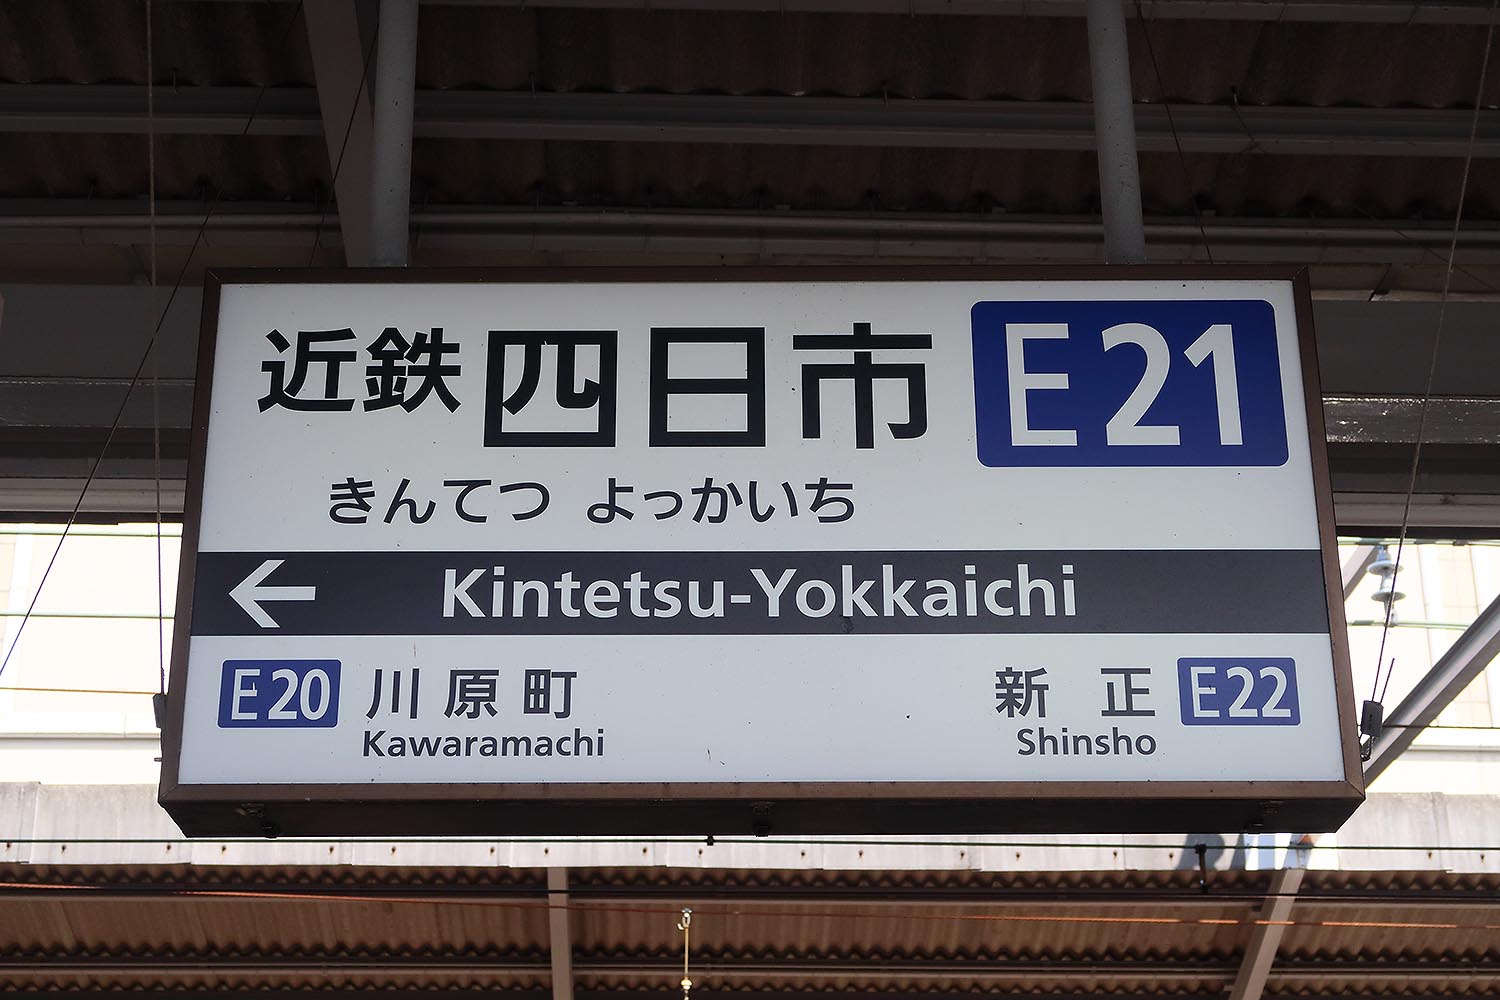 近鉄四日市 E21
きんてつ よっかいち
← Kintetsu-Yokkaichi
E20 川原町 新正 E22
Kawaramachi Shinsho